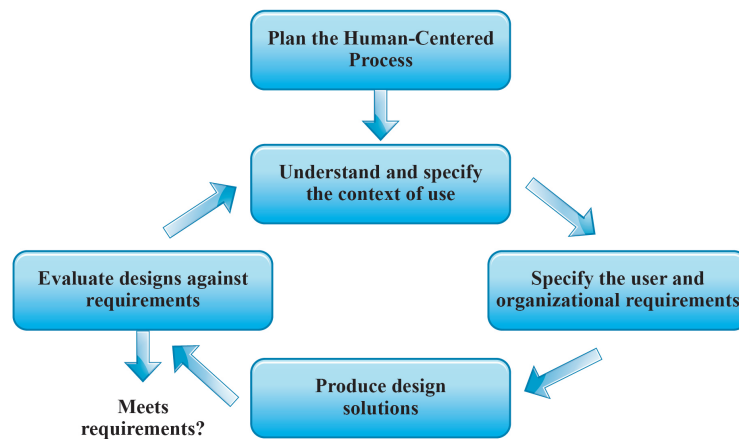 Plan the Human-Centered
Process
Understand and specify
the context of use
Evaluate designs against
requirements
Specify the user and
organizational requirements
Produce design
solutions
Meets
requirements?